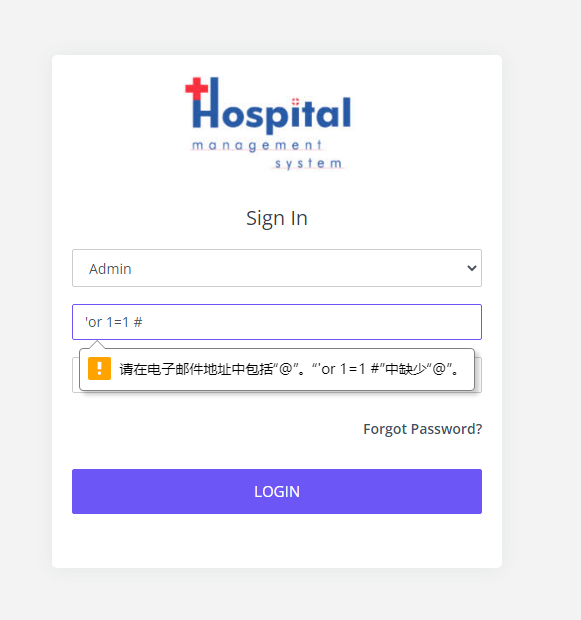 Hospital
management
system
Sign In
Admin
'or 1=1 #
请在电子邮件地址中包括“@”。“'or 1=1 #”中缺少“@”。
Forgot Password?
LOGIN